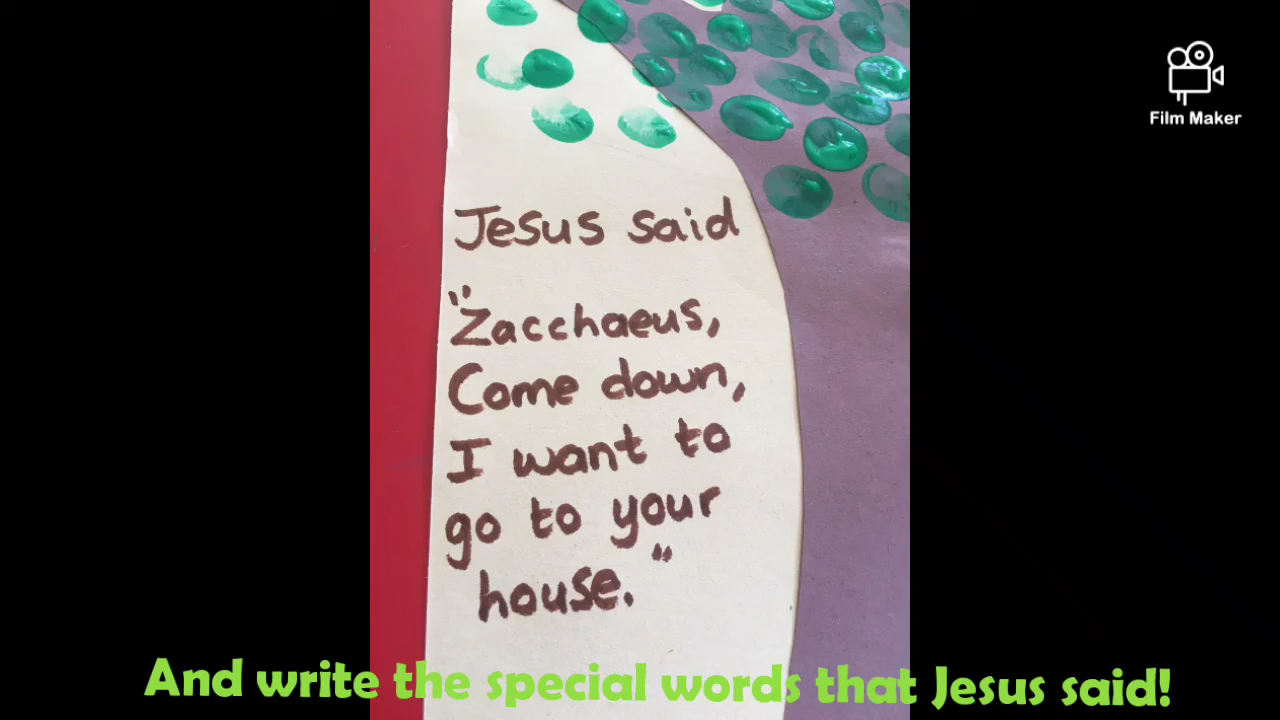 Film Maker
Jesus said
"Zacchaeus,
Come down,
I want to
go to your
house."
And write the special words that Jesus said!